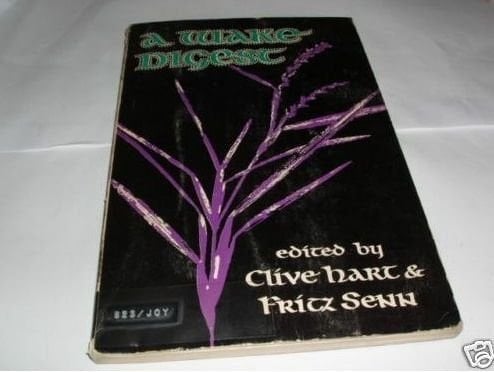 A WAKE
DIGEST
edited by
Clive Hart &
Fritz Senn
823/JOY